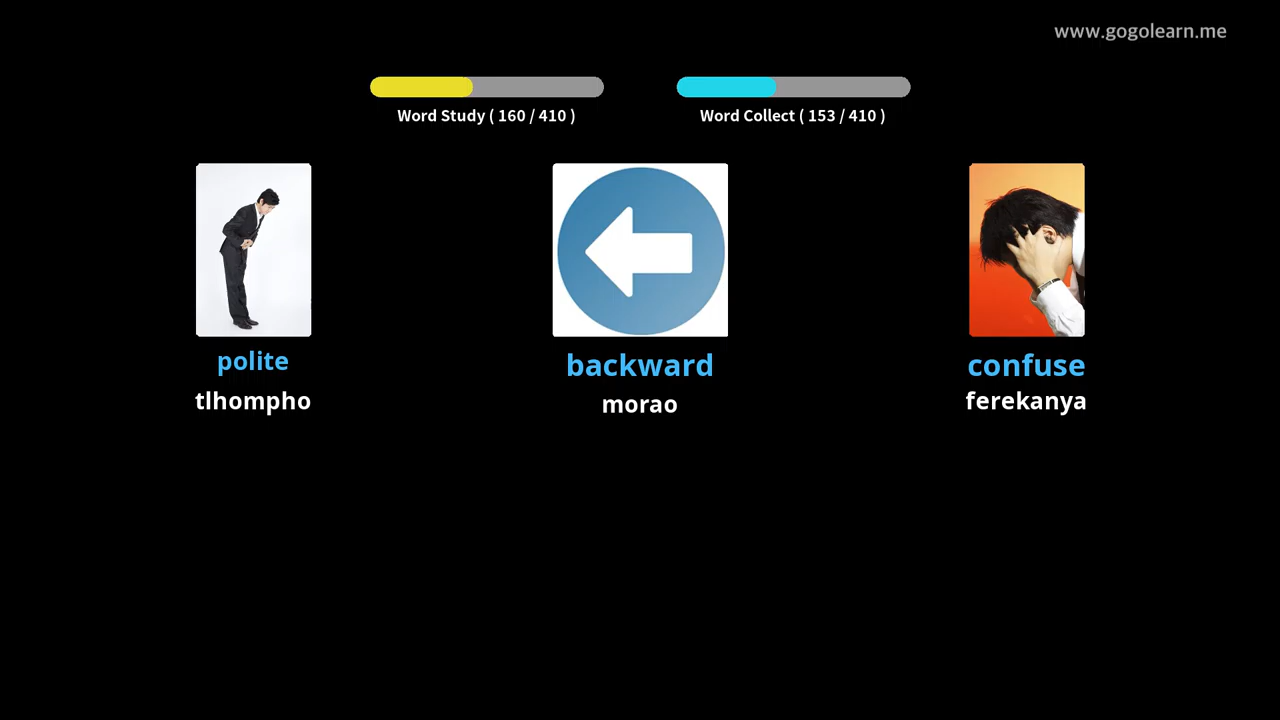 www.gogolearn.me
Word Study ( 160 / 410 )
Word Collect ( 153 / 410 )
polite
tlhompho
backward
morao
confuse
ferekanya